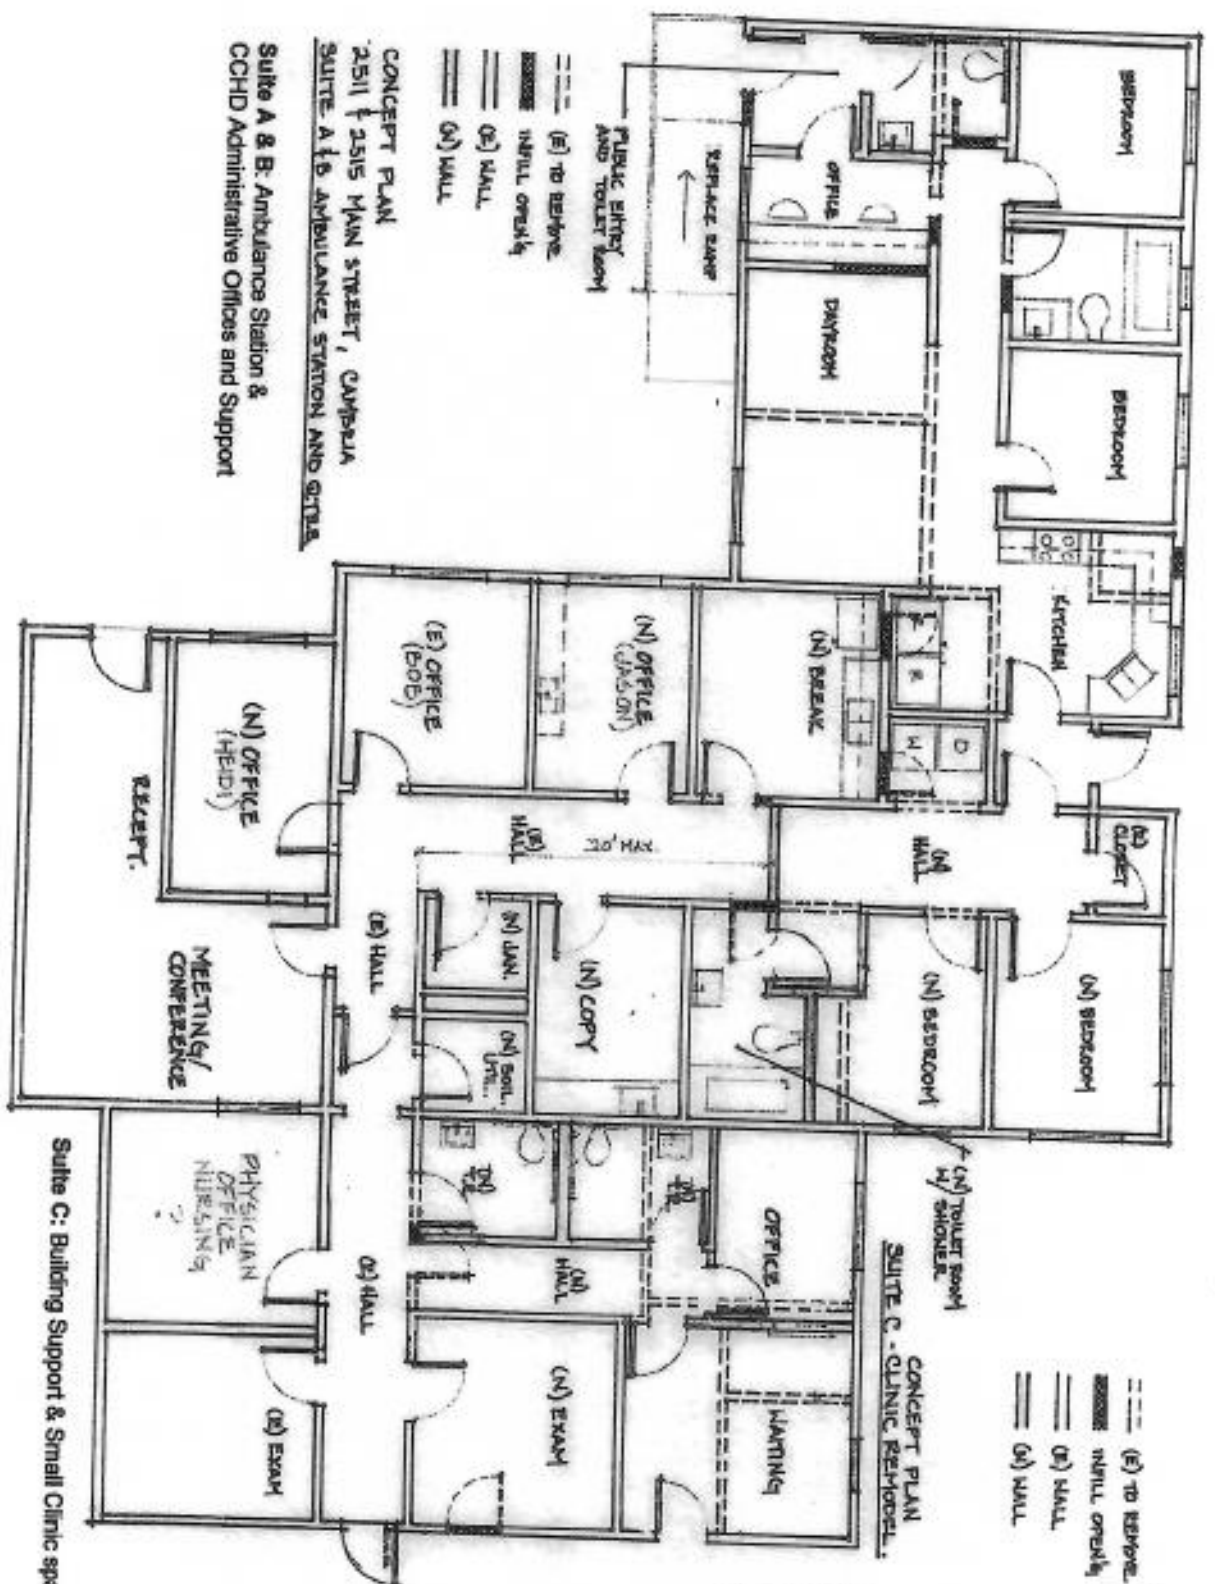 BEDROOM
OFFICE
REPLACE RAMP
PUBLIC ENTRY
AND TOILET ROOM
(E) TO REMOVE
INFILL OPEN'G
(E) WALL
(N) WALL
CONCEPT PLAN
2511 & 2515 MAIN STREET, CAMBRIA
SUITE A & B AMBULANCE STATION AND
Suite A & B: Ambulance Station &
CCHD Administrative Offices and Support
DAYROOM
BEDROOM
KITCHEN
R
W
D
(N) BREAK
(N) OFFICE
(JASON)
(E) OFFICE
(BOB)
(N) OFFICE
(HEIDI)
RECEPT.
MEETING/
CONFERENCE
(E)
HALL
20' MAX.
(N)
HALL
(E)
CLOSET
(E) HALL
(N) JAN.
(N) COPY
(N) BEDROOM
(N) BEDROOM
(N) SOIL.
UTIL.
(N) TOILET ROOM
W/ SHOWER
PHYSICIAN
OFFICE
NURSING
?
(E) HALL
(N)
HALL
OFFICE
WAITING
(N) EXAM
(E) EXAM
CONCEPT PLAN
SUITE C - CLINIC REMODEL.
(E) TO REMOVE
INFILL OPEN'G
(E) WALL
(N) WALL
Suite C: Building Support & Small Clinic spa